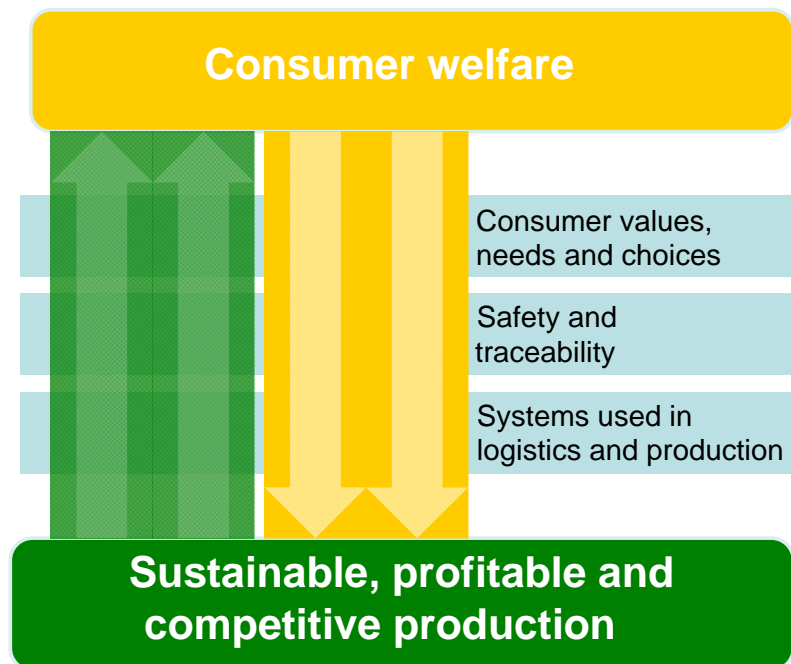 Consumer welfare
Consumer values,
needs and choices
Safety and
traceability
Systems used in
logistics and production
Sustainable, profitable and
competitive production